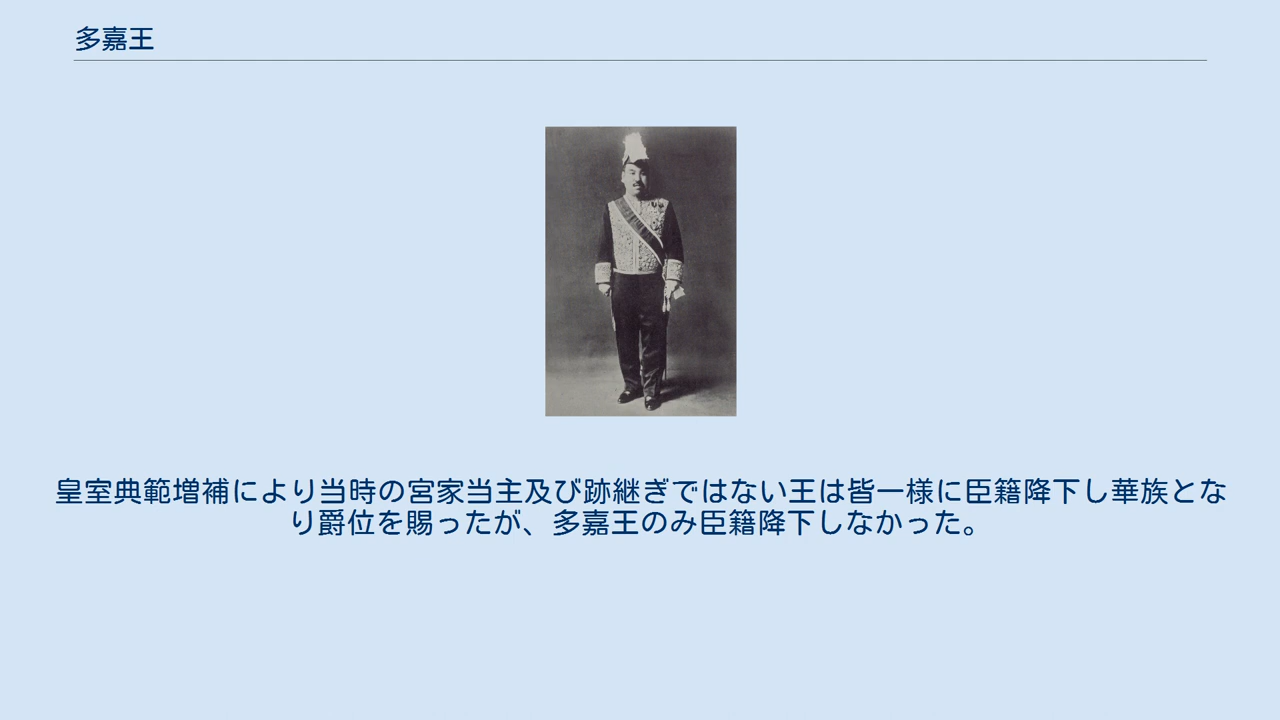 多嘉王
皇室典範増補により当時の宮家当主及び跡継ぎではない王は皆一様に臣籍降下し華族とな
り爵位を賜ったが、多嘉王のみ臣籍降下しなかった。